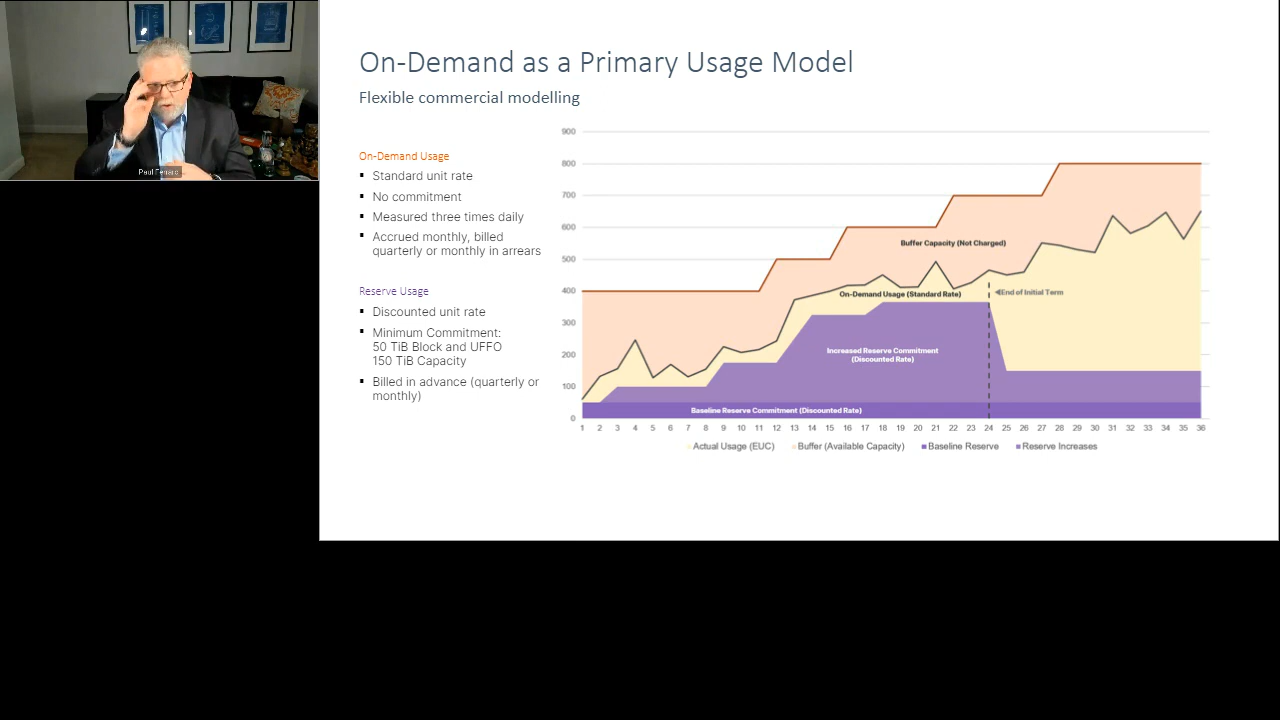 Paul Ferraro
On-Demand as a Primary Usage Model
Flexible commercial modelling
On-Demand Usage
▪ Standard unit rate
▪ No commitment
▪ Measured three times daily
▪ Accrued monthly, billed
quarterly or monthly in arrears
Reserve Usage
▪ Discounted unit rate
▪ Minimum Commitment:
50 TiB Block and UFFO
150 TiB Capacity
▪ Billed in advance (quarterly or
monthly)
900
800
700
600
500
400
300
200
100
0
Buffer Capacity (Not Charged)
On-Demand Usage (Standard Rate)
End of Initial Term
Increased Reserve Commitment
(Discounted Rate)
Baseline Reserve Commitment (Discounted Rate)
1 2 3 4 5 6 7 8 9 10 11 12 13 14 15 16 17 18 19 20 21 22 23 24 25 26 27 28 29 30 31 32 33 34 35 36
Actual Usage (EUC) Buffer (Available Capacity) Baseline Reserve Reserve Increases